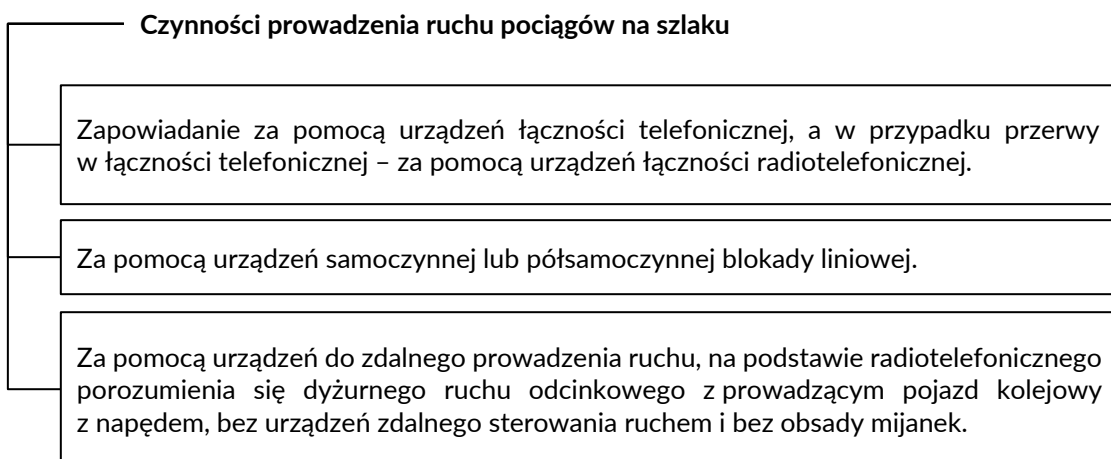 Czynności prowadzenia ruchu pociągów na szlaku
Zapowiadanie za pomocą urządzeń łączności telefonicznej, a w przypadku przerwy
w łączności telefonicznej – za pomocą urządzeń łączności radiotelefonicznej.
Za pomocą urządzeń samoczynnej lub półsamoczynnej blokady liniowej.
Za pomocą urządzeń do zdalnego prowadzenia ruchu, na podstawie radiotelefonicznego
porozumienia się dyżurnego ruchu odcinkowego z prowadzącym pojazd kolejowy
z napędem, bez urządzeń zdalnego sterowania ruchem i bez obsady mijanek.